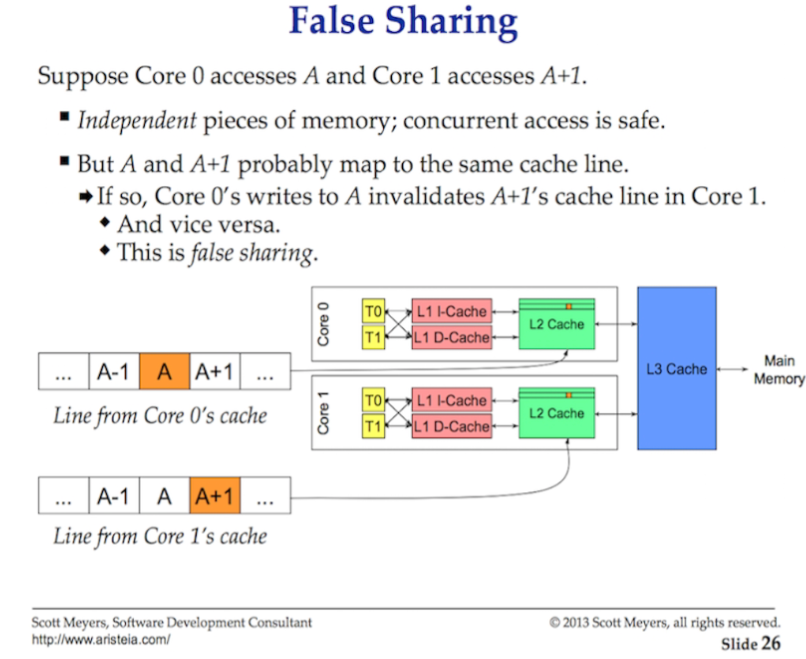 False Sharing
Suppose Core 0 accesses A and Core 1 accesses A+1.
▪ Independent pieces of memory; concurrent access is safe.
▪ But A and A+1 probably map to the same cache line.
➡ If so, Core 0's writes to A invalidates A+1's cache line in Core 1.
◆ And vice versa.
◆ This is false sharing.
Core 0
T0
T1
L1 I-Cache
L1 D-Cache
L2 Cache
Core 1
T0
T1
L1 I-Cache
L1 D-Cache
L2 Cache
L3 Cache
Main
Memory
... A-1 A A+1 ...
Line from Core 0's cache
... A-1 A A+1 ...
Line from Core 1's cache
Scott Meyers, Software Development Consultant
http://www.aristeia.com/
© 2013 Scott Meyers, all rights reserved.
Slide 26